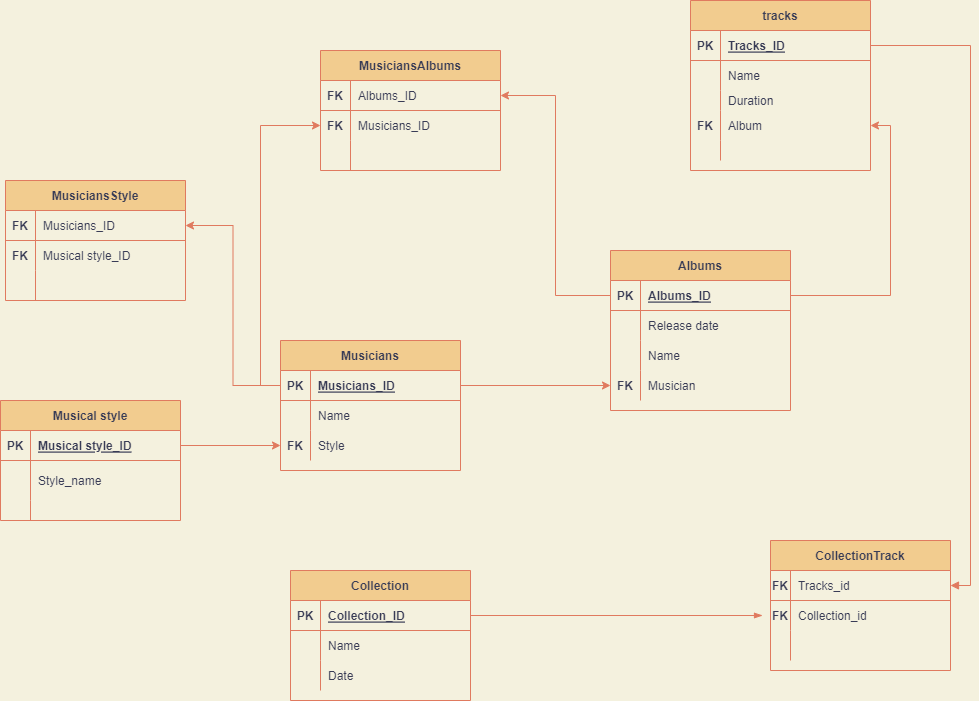 tracks
PK Tracks_ID
Name
Duration
FK Album
MusiciansAlbums
FK Albums_ID
FK Musicians_ID
MusiciansStyle
FK Musicians_ID
FK Musical style_ID
Albums
PK Albums_ID
Release date
Name
FK Musician
Musicians
PK Musicians_ID
Name
FK Style
Musical style
PK Musical style_ID
Style_name
CollectionTrack
FK Tracks_id
FK Collection_id
Collection
PK Collection_ID
Name
Date